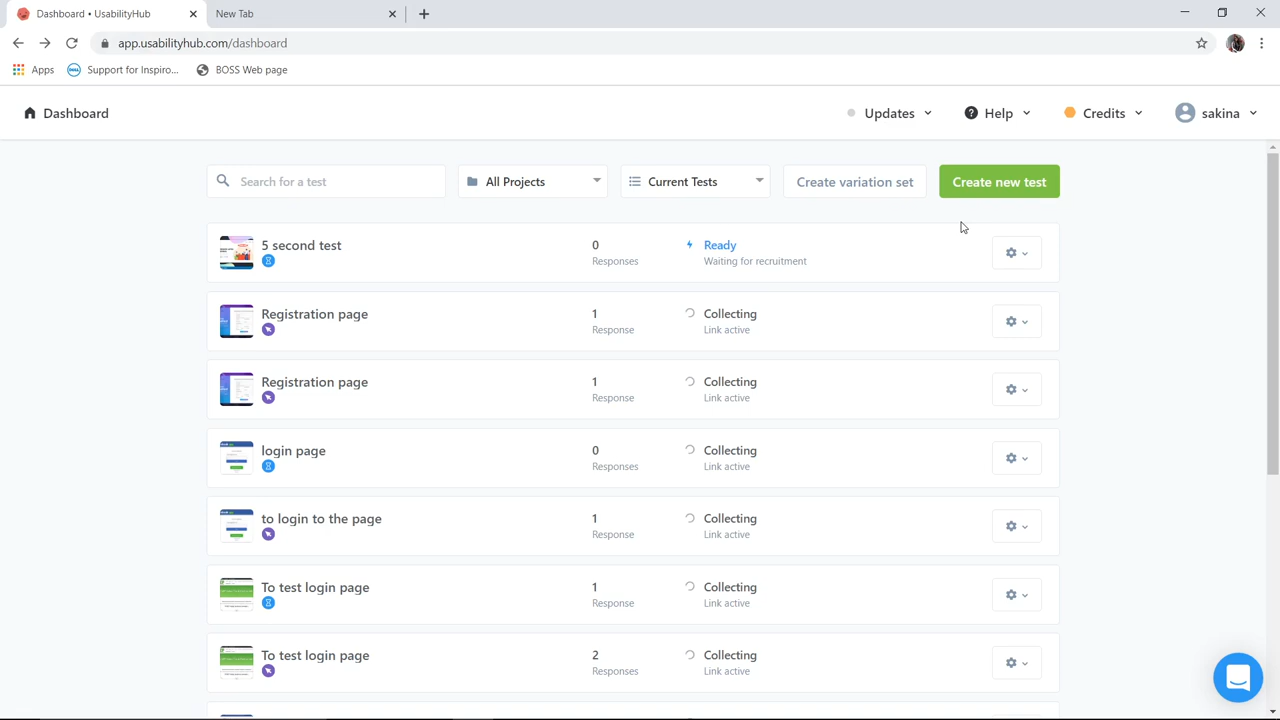 Dashboard • UsabilityHub
New Tab
app.usabilityhub.com/dashboard
Apps
Support for Inspiro...
BOSS Web page
Dashboard
Updates
Help
Credits
sakina
Search for a test
All Projects
Current Tests
Create variation set
Create new test
5 second test
0
Responses
Ready
Waiting for recruitment
Registration page
1
Response
Collecting
Link active
Registration page
1
Response
Collecting
Link active
login page
0
Responses
Collecting
Link active
to login to the page
1
Response
Collecting
Link active
To test login page
1
Response
Collecting
Link active
To test login page
2
Responses
Collecting
Link active